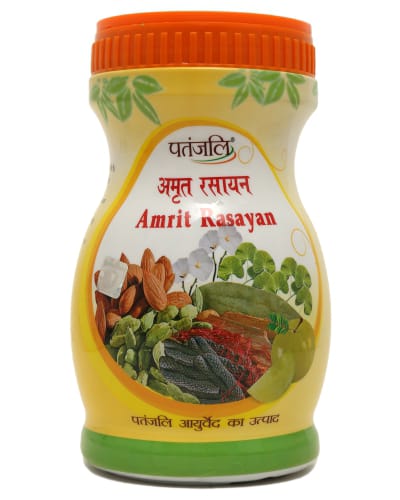 पतंजलि
अमृत रसायन
Amrit Rasayan
पतंजलि आयुर्वेद का उत्पाद